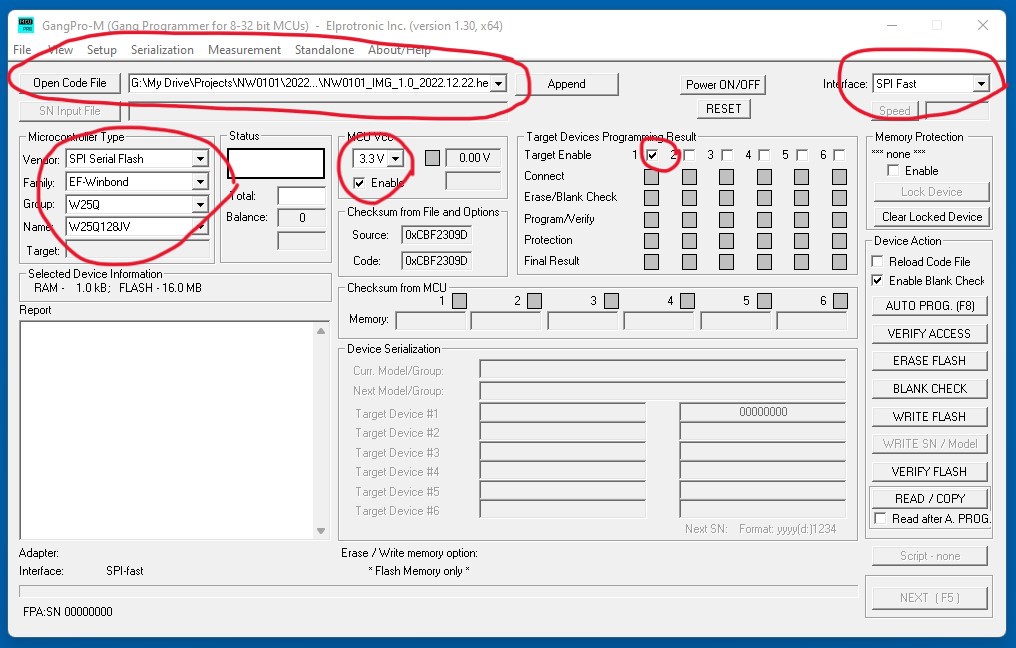 GangPro-M (Gang Programmer for 8-32 bit MCUs)  -  Elprotronic Inc. (version 1.30, x64)
File View Setup Serialization Measurement Standalone About/Help
Open Code File G:\My Drive\Projects\NW0101\2022...\NW0101_IMG_1.0_2022.12.22.he Append Power ON/OFF Interface: SPI Fast
SN Input File RESET Speed
Microcontroller Type
Vendor: SPI Serial Flash
Family: EF-Winbond
Group: W25Q
Name: W25Q128JV
Target:
Status
Total:
Balance: 0
MCU Vcc
3.3 V 0.00 V
Enable
Checksum from File and Options
Source: 0xCBF2309D
Code: 0xCBF2309D
Target Devices Programming Result
Target Enable 1 2 3 4 5 6
Connect
Erase/Blank Check
Program/Verify
Protection
Final Result
Memory Protection
*** none ***
Enable
Lock Device
Clear Locked Device
Selected Device Information
RAM -   1.0 kB;   FLASH - 16.0 MB
Checksum from MCU
1 2 3 4 5 6
Memory:
Report
Device Serialization
Curr. Model/Group:
Next Model/Group:
Target Device #1 00000000
Target Device #2
Target Device #3
Target Device #4
Target Device #5
Target Device #6
Next SN: Format: yyyy(d:)1234
Device Action
Reload Code File
Enable Blank Check
AUTO PROG. (F8)
VERIFY ACCESS
ERASE FLASH
BLANK CHECK
WRITE FLASH
WRITE SN / Model
VERIFY FLASH
READ / COPY
Read after A. PROG.
Script - none
NEXT ( F5 )
Adapter:
Interface: SPI-fast
Erase / Write memory option:
* Flash Memory only *
FPA:SN 00000000